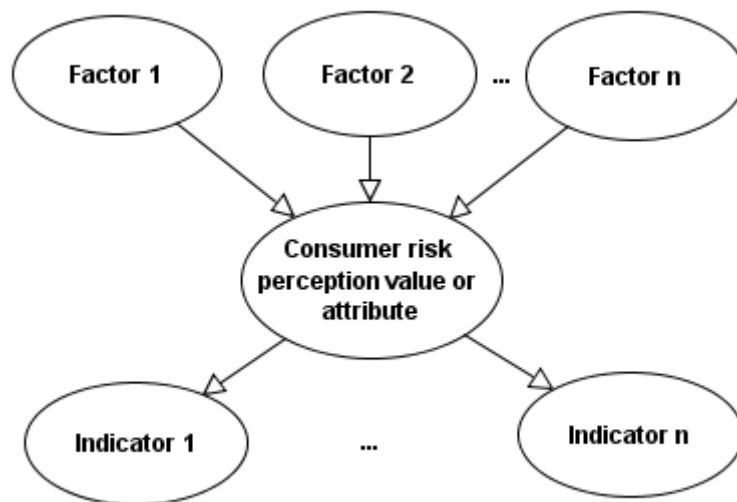 Factor 1
Factor 2
...
Factor n
Consumer risk
perception value or
attribute
Indicator 1
...
Indicator n